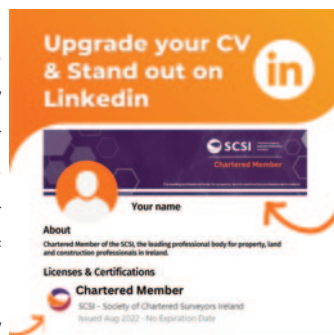 Upgrade your CV
& Stand out on
Linkedin
in
SCSI
Chartered Member
Your name
About
Chartered Member of the SCSI, the leading professional body for property, land
and construction professionals in Ireland.
Licenses & Certifications
Chartered Member
SCSI - Society of Chartered Surveyors Ireland
Issued Aug 2022 - No Expiration Date